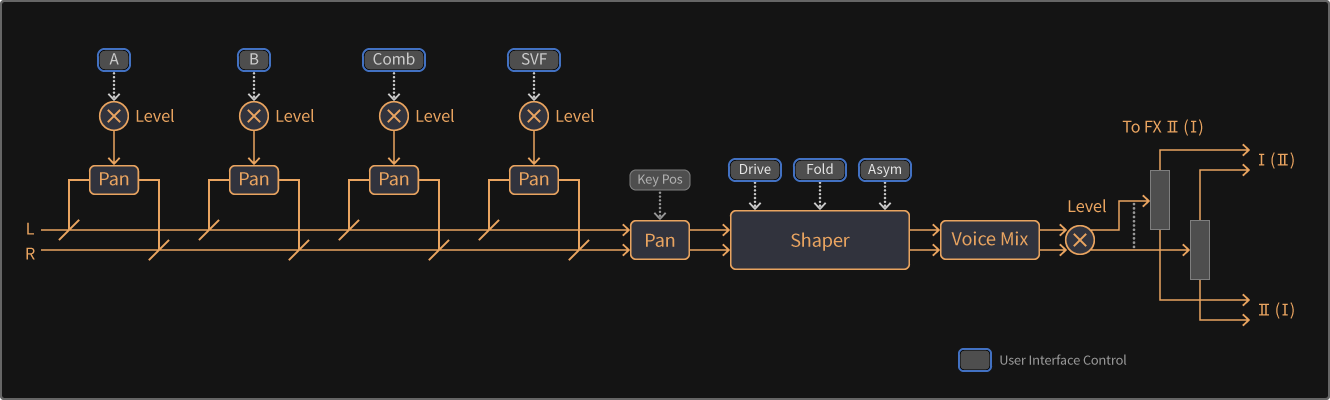 A B Comb SVF
Level Level Level Level
To FX II (I)
I (II)
Drive Fold Asym
Pan Pan Pan Pan Key Pos
Level
L
R
Pan Shaper Voice Mix
II (I)
User Interface Control